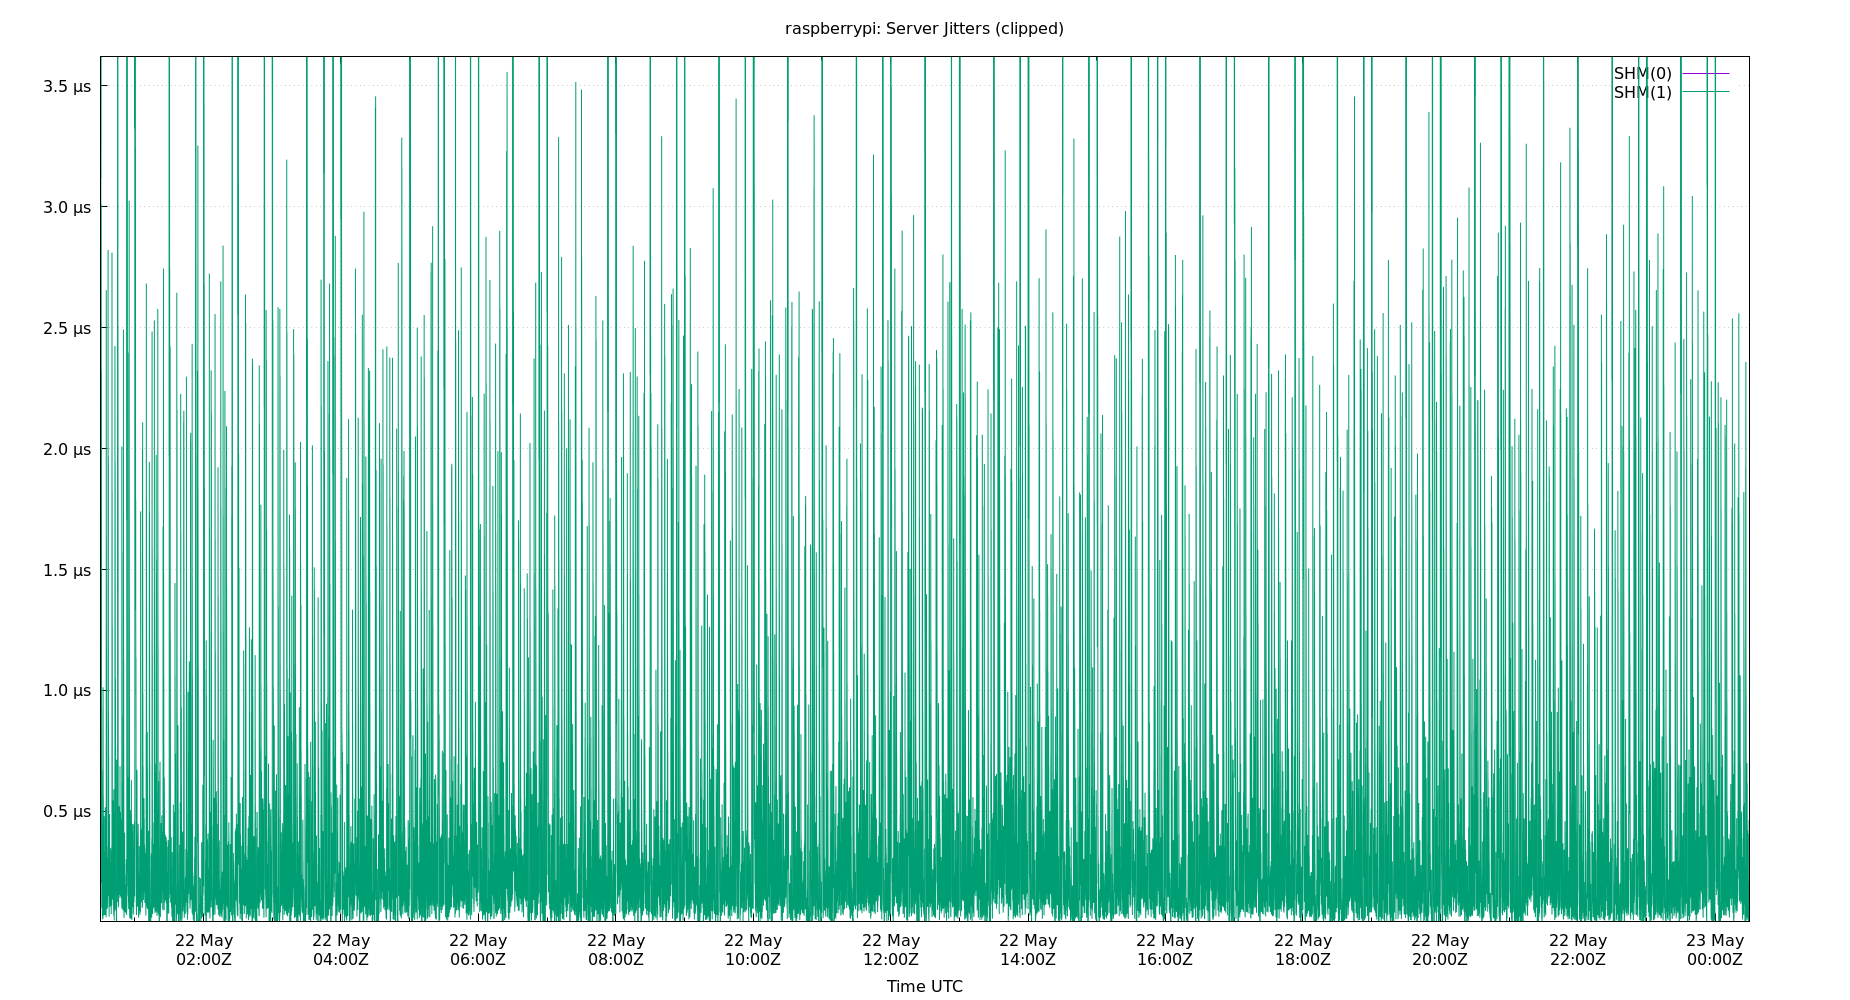 raspberrypi: Server Jitters (clipped)
SHM(0)
SHM(1)
3.5 µs
3.0 µs
2.5 µs
2.0 µs
1.5 µs
1.0 µs
0.5 µs
22 May 22 May 22 May 22 May 22 May 22 May 22 May 22 May 22 May 22 May 22 May 23 May
02:00Z 04:00Z 06:00Z 08:00Z 10:00Z 12:00Z 14:00Z 16:00Z 18:00Z 20:00Z 22:00Z 00:00Z
Time UTC